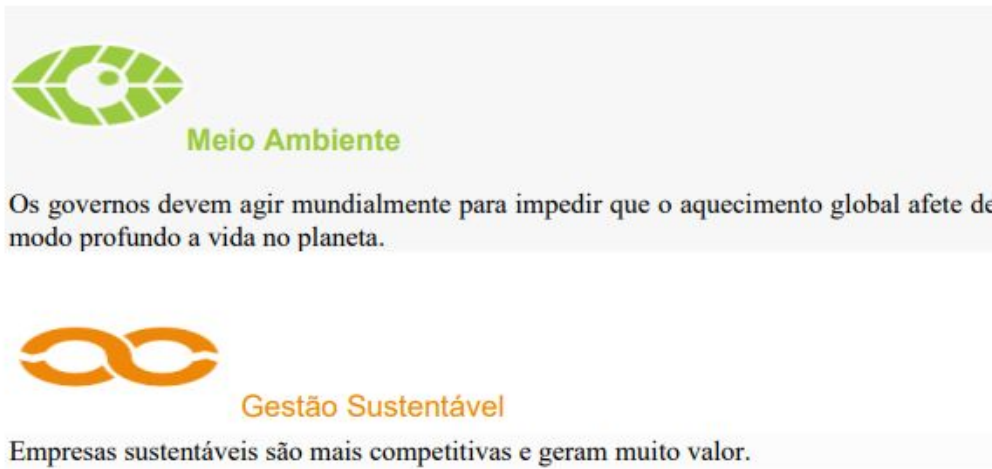 Meio Ambiente
Os governos devem agir mundialmente para impedir que o aquecimento global afete de
modo profundo a vida no planeta.
Gestão Sustentável
Empresas sustentáveis são mais competitivas e geram muito valor.